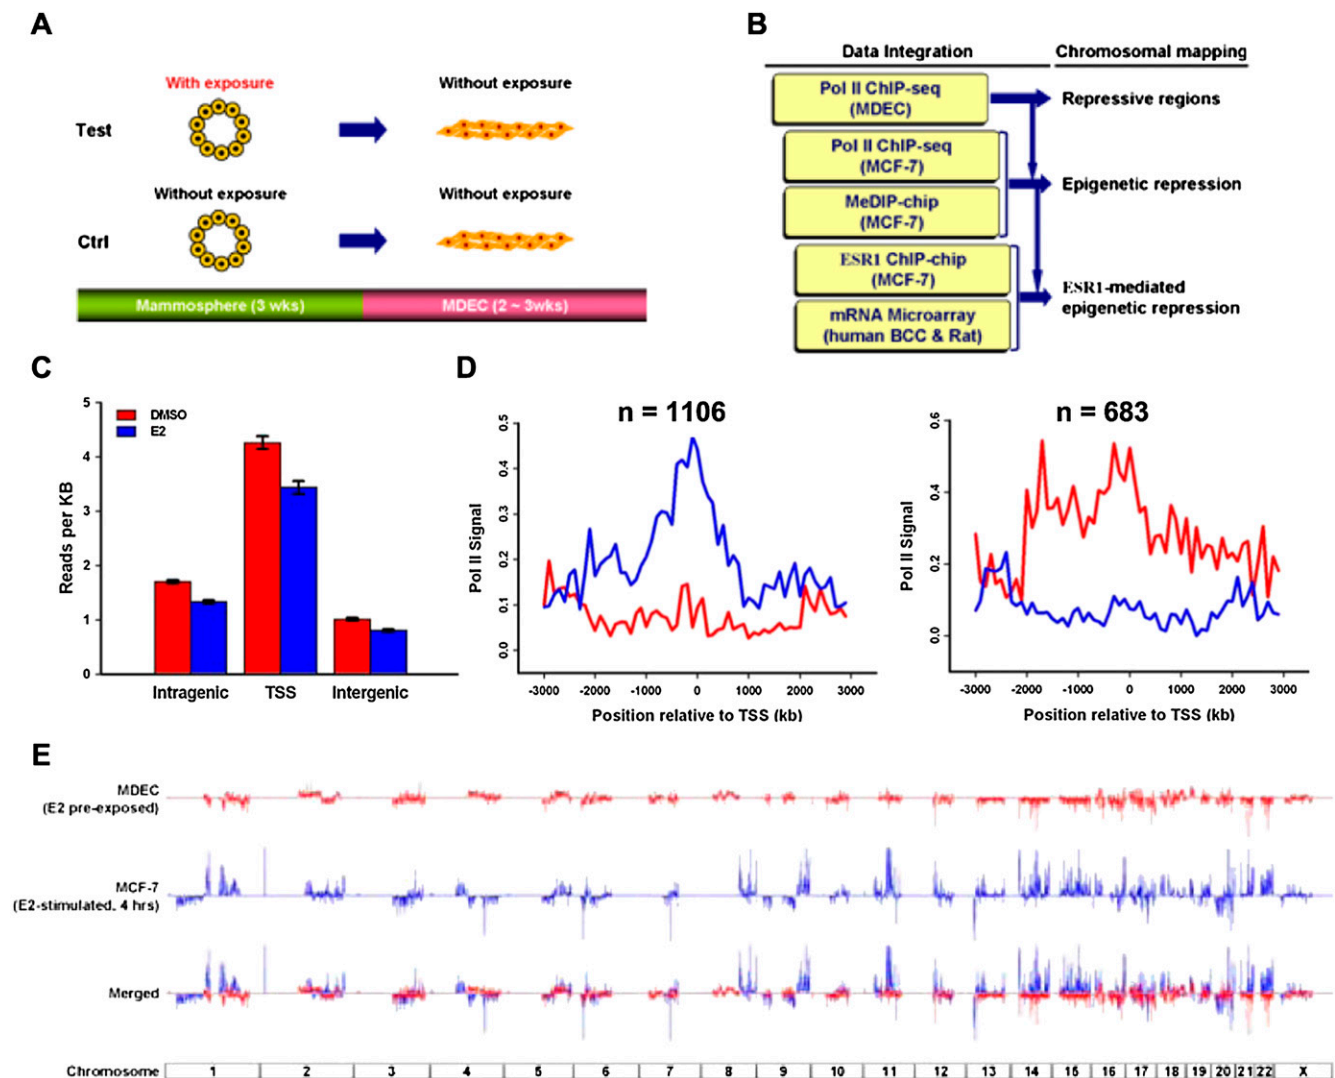 A
With exposure
Without exposure
Test
Without exposure
Without exposure
Ctrl
Mammosphere (3 wks)
MDEC (2 ~ 3wks)
B
Data Integration
Chromosomal mapping
Pol II ChIP-seq
(MDEC)
Repressive regions
Pol II ChIP-seq
(MCF-7)
Epigenetic repression
MeDIP-chip
(MCF-7)
ESR1 ChIP-chip
(MCF-7)
ESR1-mediated
epigenetic repression
mRNA Microarray
(human BCC & Rat)
C
5
4
3
2
1
0
Reads per KB
DMSO
E2
Intragenic TSS Intergenic
D
n = 1106
0.5
0.4
0.3
0.2
0.1
0.0
Pol II Signal
-3000 -2000 -1000 0 1000 2000 3000
Position relative to TSS (kb)
n = 683
0.6
0.4
0.2
0.0
Pol II Signal
-3000 -2000 -1000 0 1000 2000 3000
Position relative to TSS (kb)
E
MDEC
(E2 pre-exposed)
MCF-7
(E2-stimulated. 4 hrs)
Merged
Chromosome 1 2 3 4 5 6 7 8 9 10 11 12 13 14 15 16 17 18 19 20 21 22 X